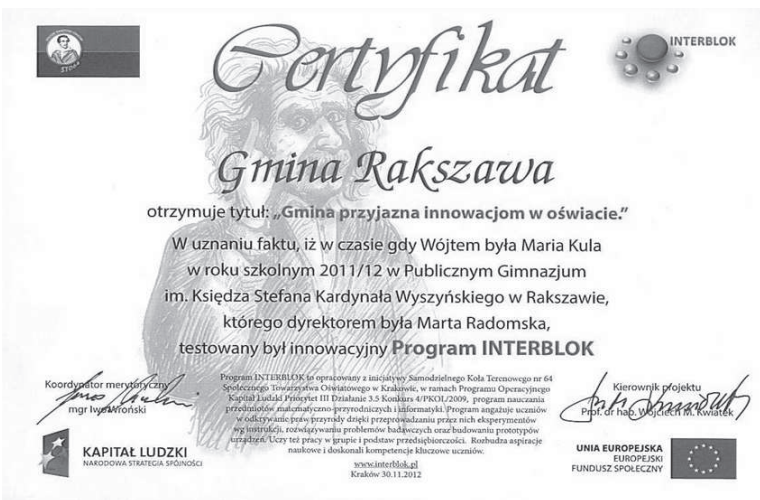 INTERBLOK
Certyfikat
Gmina Rakszawa
otrzymuje tytuł: „Gmina przyjazna innowacjom w oświacie.”
W uznaniu faktu, iż w czasie gdy Wójtem była Maria Kula
w roku szkolnym 2011/12 w Publicznym Gimnazjum
im. Księdza Stefana Kardynała Wyszyńskiego w Rakszawie,
którego dyrektorem była Marta Radomska,
testowany był innowacyjny Program INTERBLOK
Koordynator merytoryczny
mgr Iwo Wroński
Program INTERBLOK to opracowany z inicjatywy Samodzielnego Koła Terenowego nr 64
Społecznego Towarzystwa Oświatowego w Krakowie, w ramach Programu Operacyjnego
Kapitał Ludzki Priorytet III Działanie 3.5 Konkurs 4/PKOL/2009, program nauczania
przedmiotów matematyczno-przyrodniczych i informatyki. Program angażuje uczniów
w odkrywanie praw przyrody dzięki przeprowadzaniu przez nich eksperymentów
wg instrukcji, rozwiązywaniu problemów badawczych oraz budowaniu prototypów
urządzeń. Uczy też pracy w grupie i podstaw przedsiębiorczości. Rozbudza aspiracje
naukowe i doskonali kompetencje kluczowe uczniów.
www.interblok.pl
Kraków 30.11.2012
Kierownik projektu
Prof. dr hab. Wojciech M. Kwiatek
KAPITAŁ LUDZKI
NARODOWA STRATEGIA SPÓJNOŚCI
UNIA EUROPEJSKA
EUROPEJSKI
FUNDUSZ SPOŁECZNY